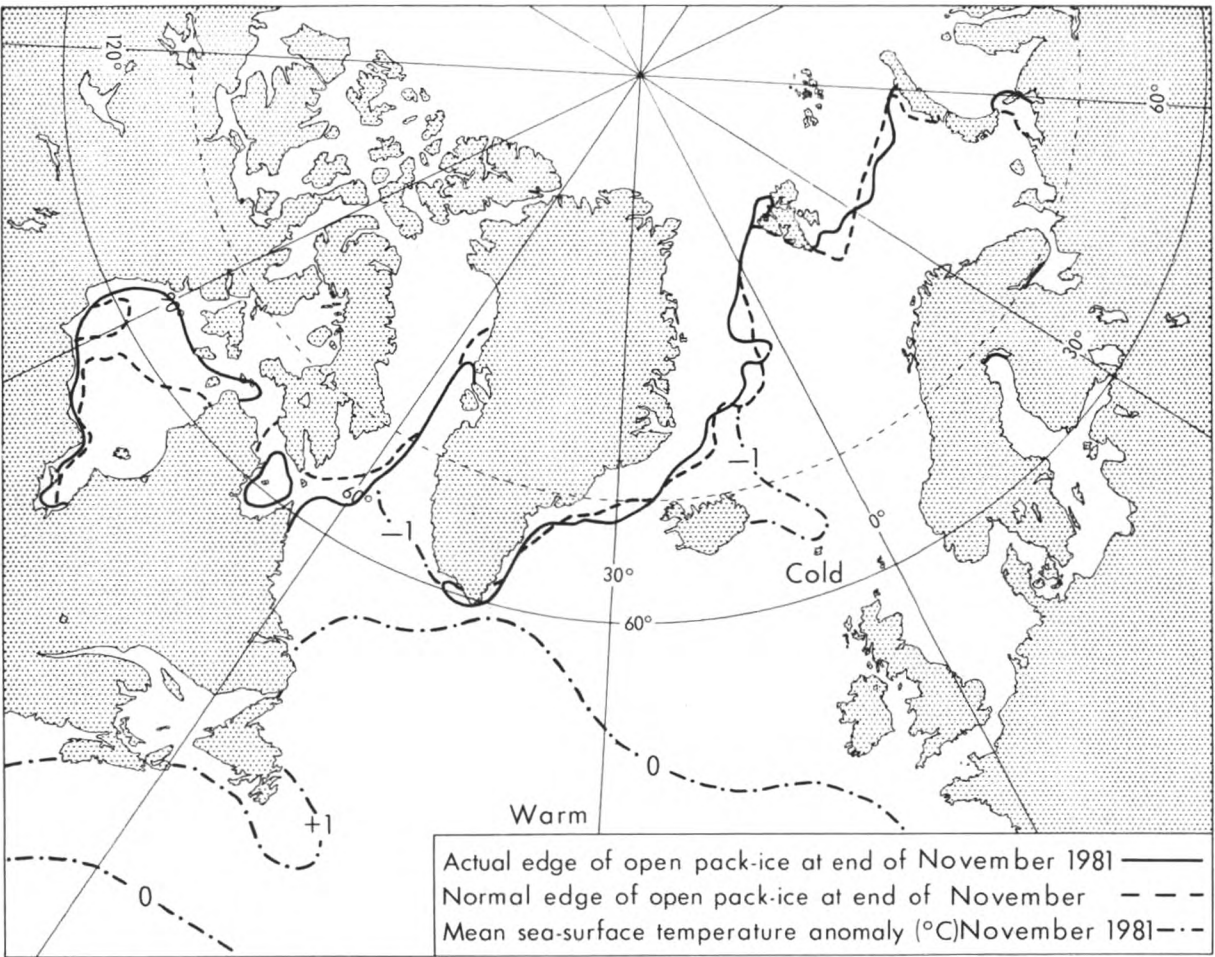 120°
60°
90°
30°
60°
−1
−1
0°
Cold
30°
60°
0
Warm
+1
0
Actual edge of open pack-ice at end of November 1981
Normal edge of open pack-ice at end of November
Mean sea-surface temperature anomaly (°C)November 1981